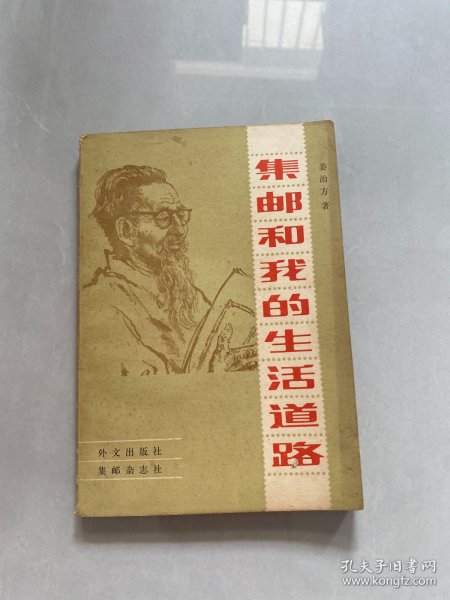 集邮和我的生活道路
姜治方著
外文出版社
集邮杂志社
孔夫子旧书网
www.kongfz.com